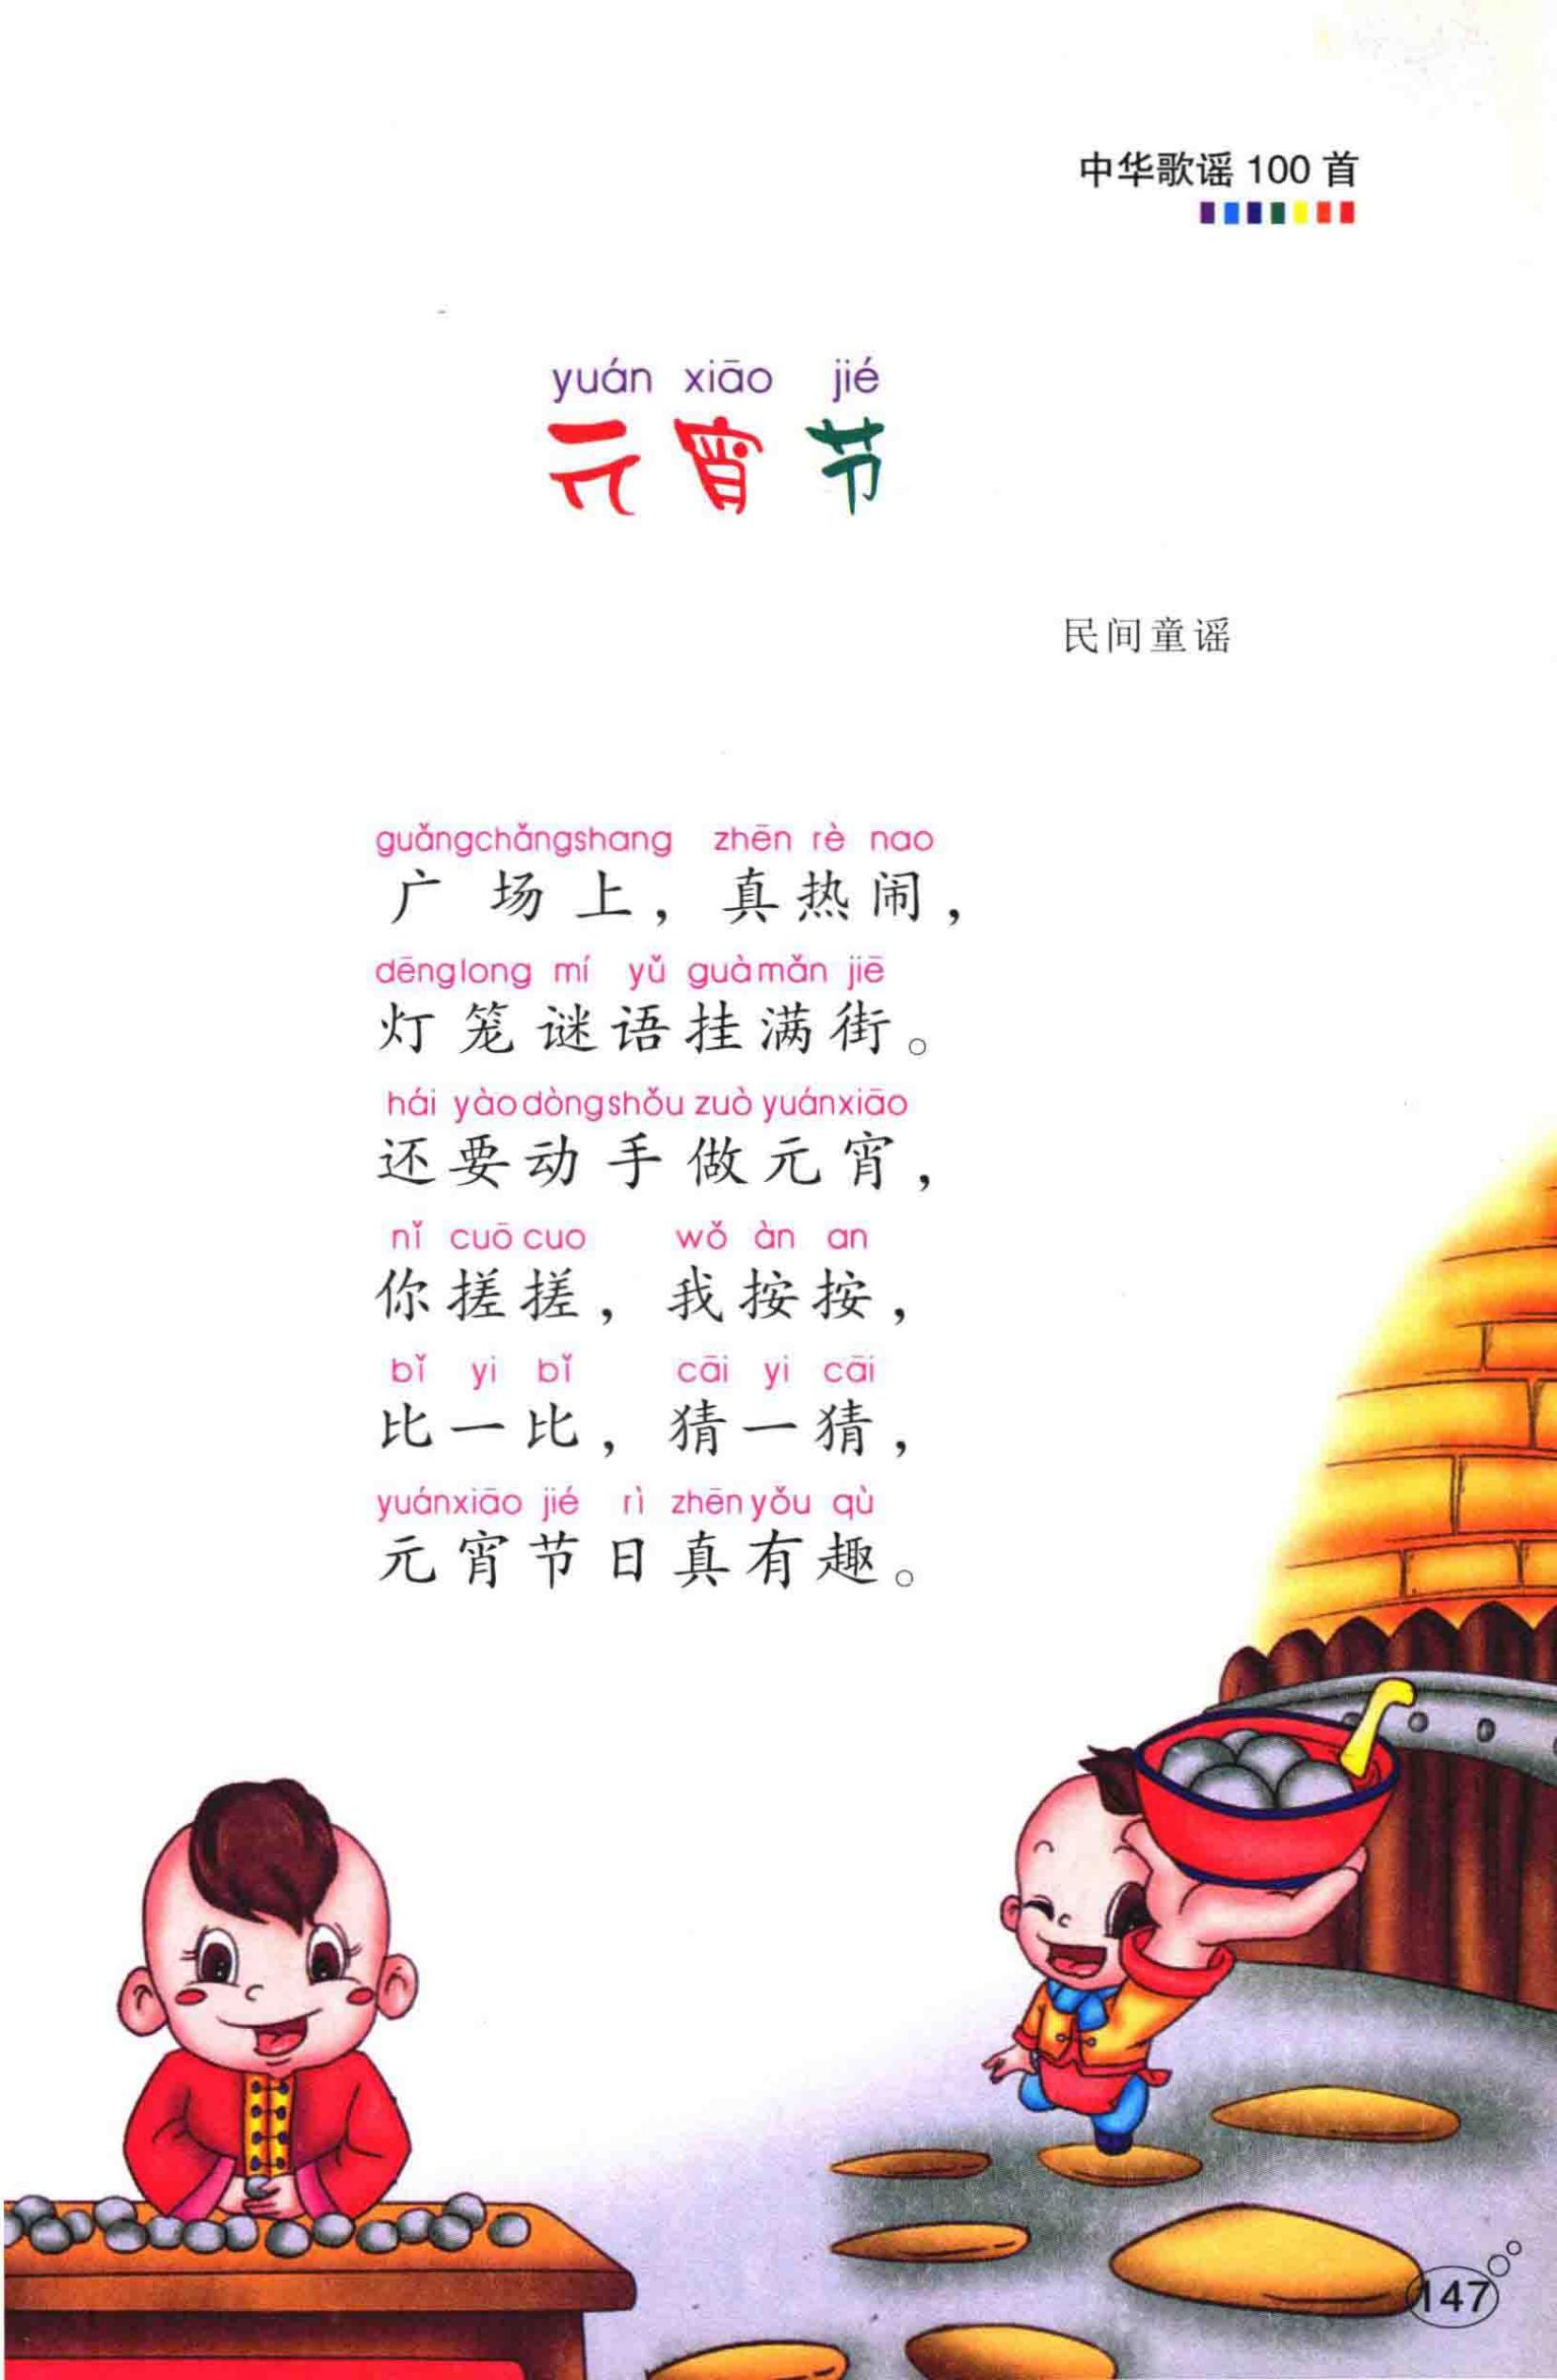 中华歌谣 100 首
yuán xiāo jié
元宵节
民间童谣
guǎngchǎngshang zhēn rè nao
广场上，真热闹，
dēnglong mí yǔ guàmǎn jiē
灯笼谜语挂满街。
hái yàodòngshǒu zuò yuánxiāo
还要动手做元宵，
nǐ cuōcuo wǒ àn an
你搓搓，我按按，
bǐ yi bǐ cāi yi cāi
比一比，猜一猜，
yuánxiāo jié rì zhēnyǒu qù
元宵节日真有趣。
147